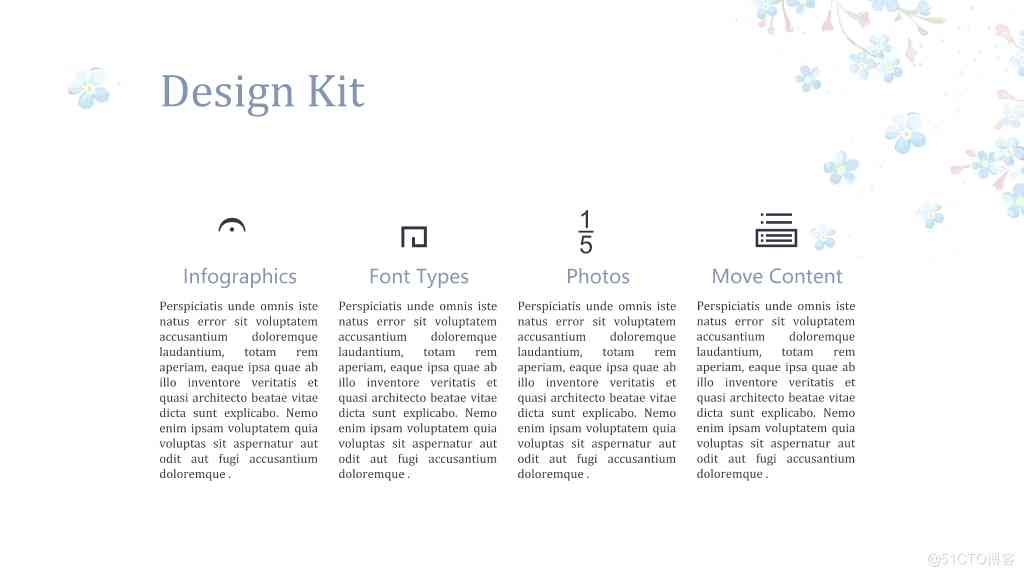 Design Kit
1
5
Infographics
Font Types
Photos
Move Content
Perspiciatis unde omnis iste
natus error sit voluptatem
accusantium doloremque
laudantium, totam rem
aperiam, eaque ipsa quae ab
illo inventore veritatis et
quasi architecto beatae vitae
dicta sunt explicabo. Nemo
enim ipsam voluptatem quia
voluptas sit aspernatur aut
odit aut fugi accusantium
doloremque .
Perspiciatis unde omnis iste
natus error sit voluptatem
accusantium doloremque
laudantium, totam rem
aperiam, eaque ipsa quae ab
illo inventore veritatis et
quasi architecto beatae vitae
dicta sunt explicabo. Nemo
enim ipsam voluptatem quia
voluptas sit aspernatur aut
odit aut fugi accusantium
doloremque .
Perspiciatis unde omnis iste
natus error sit voluptatem
accusantium doloremque
laudantium, totam rem
aperiam, eaque ipsa quae ab
illo inventore veritatis et
quasi architecto beatae vitae
dicta sunt explicabo. Nemo
enim ipsam voluptatem quia
voluptas sit aspernatur aut
odit aut fugi accusantium
doloremque .
Perspiciatis unde omnis iste
natus error sit voluptatem
accusantium doloremque
laudantium, totam rem
aperiam, eaque ipsa quae ab
illo inventore veritatis et
quasi architecto beatae vitae
dicta sunt explicabo. Nemo
enim ipsam voluptatem quia
voluptas sit aspernatur aut
odit aut fugi accusantium
doloremque .
@51CTO博客